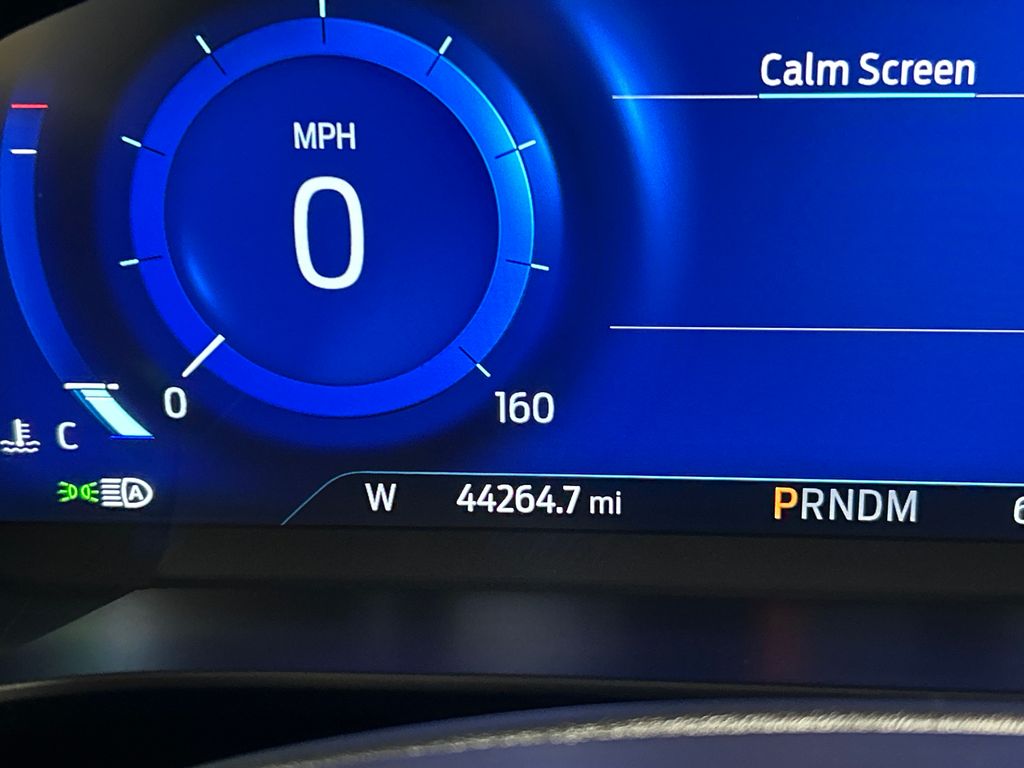 Calm Screen
MPH
0
0
160
C
A
W 44264.7 mi PRNDM